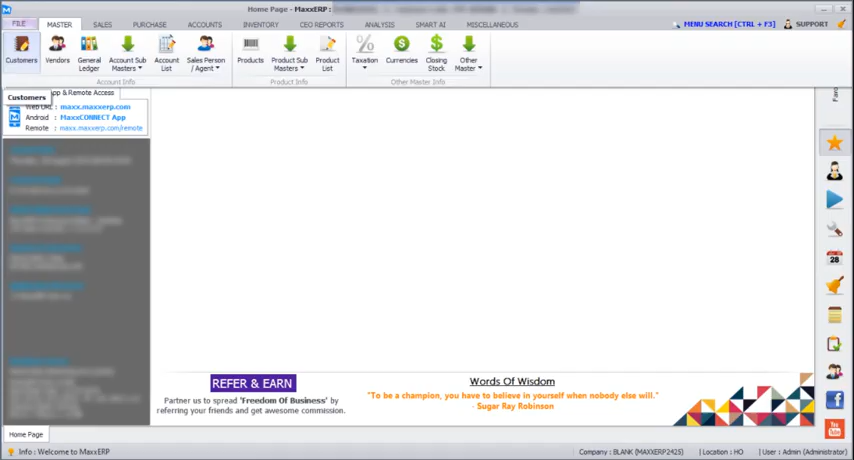 Home Page - MaxxERP :
FILE MASTER SALES PURCHASE ACCOUNTS INVENTORY CEO REPORTS ANALYSIS SMART AI MISCELLANEOUS MENU SEARCH [CTRL + F3] SUPPORT
Customers Vendors General Ledger Account Sub Masters Account List Sales Person / Agent Products Product Sub Masters Product List Taxation Currencies Closing Stock Other Master
Account Info Product Info Other Master Info
Customers
App & Remote Access
Web URL : maxx.maxxerp.com
Android : MaxxCONNECT App
Remote : maxx.maxxerp.com/remote
Favo
28
REFER & EARN
Partner us to spread 'Freedom Of Business' by
referring your friends and get awesome commission.
Words Of Wisdom
"To be a champion, you have to believe in yourself when nobody else will."
- Sugar Ray Robinson
You Tube
Home Page
Info : Welcome to MaxxERP Company : BLANK (MAXXERP2425) Location : HO User : Admin (Administrator)